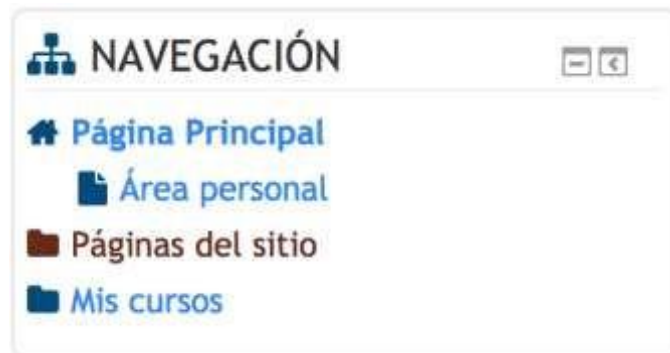 NAVEGACIÓN
Página Principal
Área personal
Páginas del sitio
Mis cursos